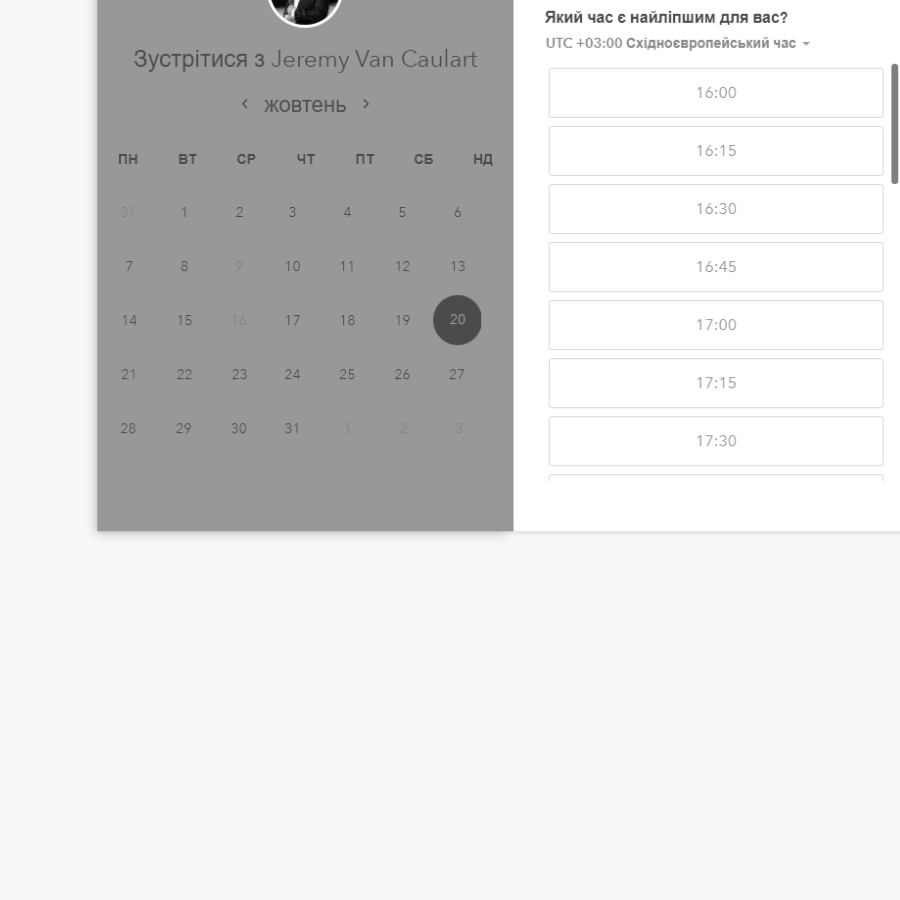 Зустрітися з Jeremy Van Caulart
жовтень
ПН ВТ СР ЧТ ПТ СБ НД
31 1 2 3 4 5 6
7 8 9 10 11 12 13
14 15 16 17 18 19 20
21 22 23 24 25 26 27
28 29 30 31 1 2 3
Який час є найліпшим для вас?
UTC +03:00 Східноєвропейський час
16:00
16:15
16:30
16:45
17:00
17:15
17:30